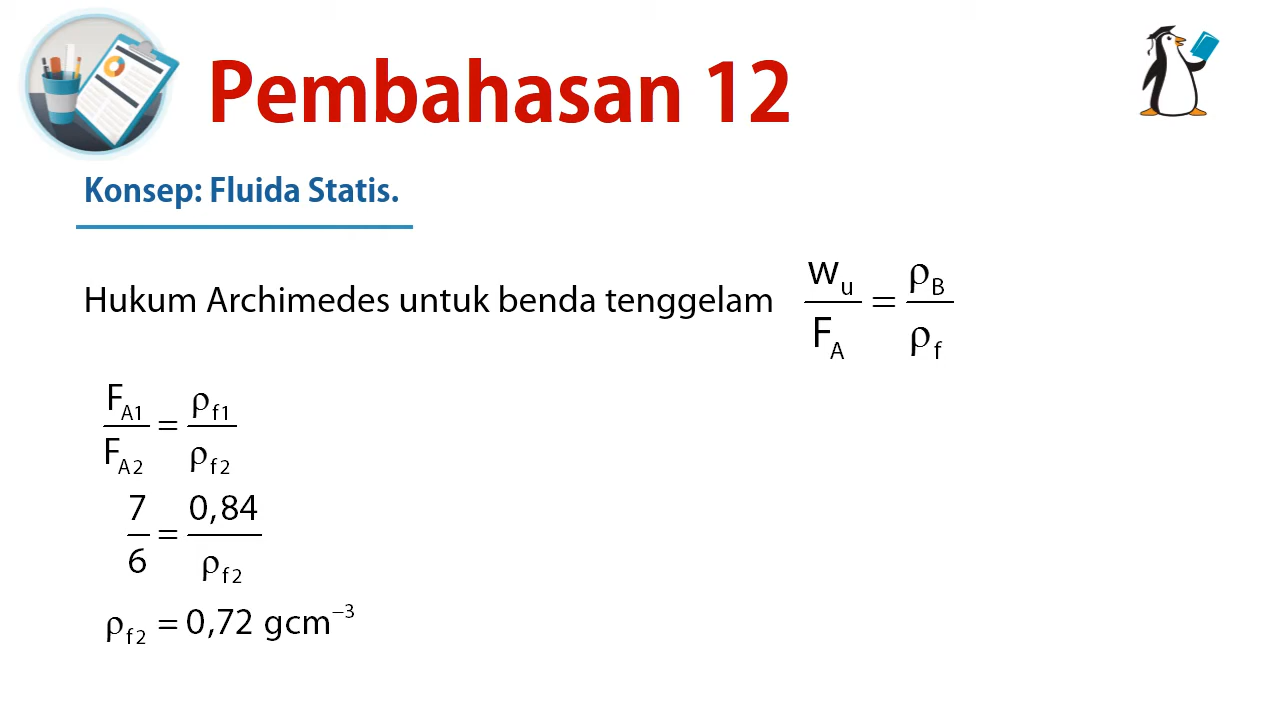 Pembahasan 12
Konsep: Fluida Statis.
Hukum Archimedes untuk benda tenggelam w_u/F_A = ρ_B/ρ_f
F_A1/F_A2 = ρ_f1/ρ_f2
7/6 = 0,84/ρ_f2
ρ_f2 = 0,72 gcm⁻³